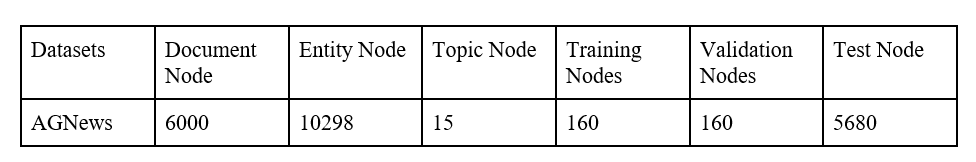 Datasets Document Node Entity Node Topic Node Training Nodes Validation Nodes Test Node
AGNews 6000 10298 15 160 160 5680